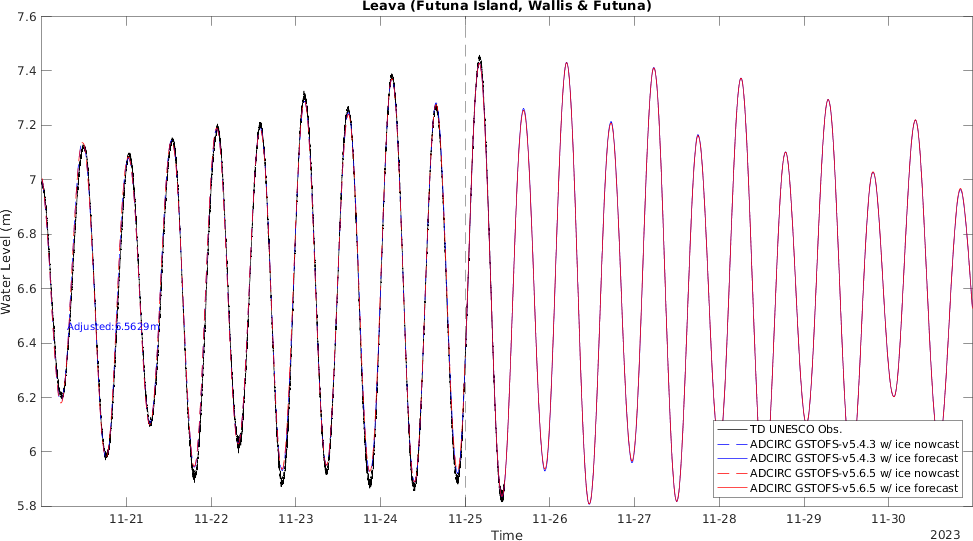 Leava (Futuna Island, Wallis & Futuna)
7.6
7.4
7.2
7
6.8
6.6
6.4
6.2
6
5.8
Water Level (m)
Adjusted:6.5629m
TD UNESCO Obs.
ADCIRC GSTOFS-v5.4.3 w/ ice nowcast
ADCIRC GSTOFS-v5.4.3 w/ ice forecast
ADCIRC GSTOFS-v5.6.5 w/ ice nowcast
ADCIRC GSTOFS-v5.6.5 w/ ice forecast
11-21 11-22 11-23 11-24 11-25 11-26 11-27 11-28 11-29 11-30
Time
2023